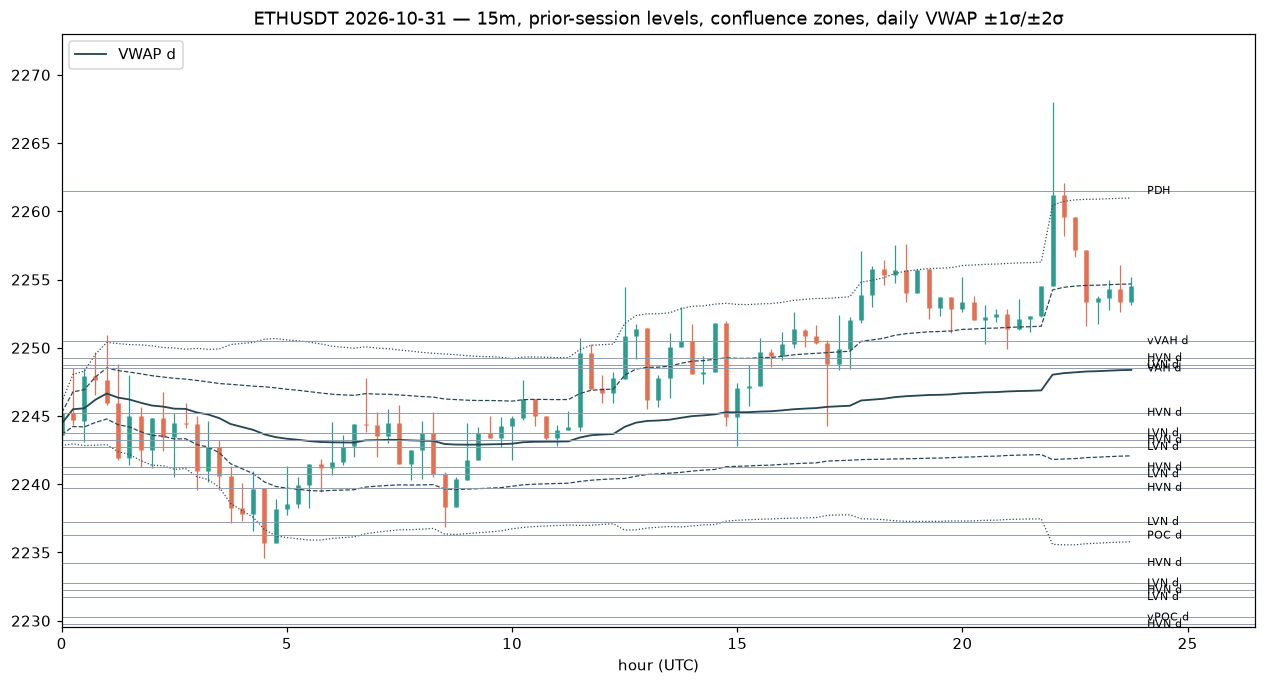 ETHUSDT 2026-10-31 — 15m, prior-session levels, confluence zones, daily VWAP ±1σ/±2σ
VWAP d
2270
2265
2260
2255
2250
2245
2240
2235
2230
PDH
vVAH d
HVN d
LVN d
VAH d
HVN d
LVN d
HVN d
LVN d
HVN d
LVN d
HVN d
LVN d
POC d
HVN d
LVN d
HVN d
LVN d
vPOC d
HVN d
0
5
10
15
20
25
hour (UTC)